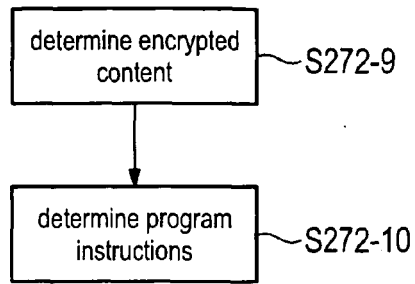 determine encrypted
content
S272-9
determine program
instructions
S272-10